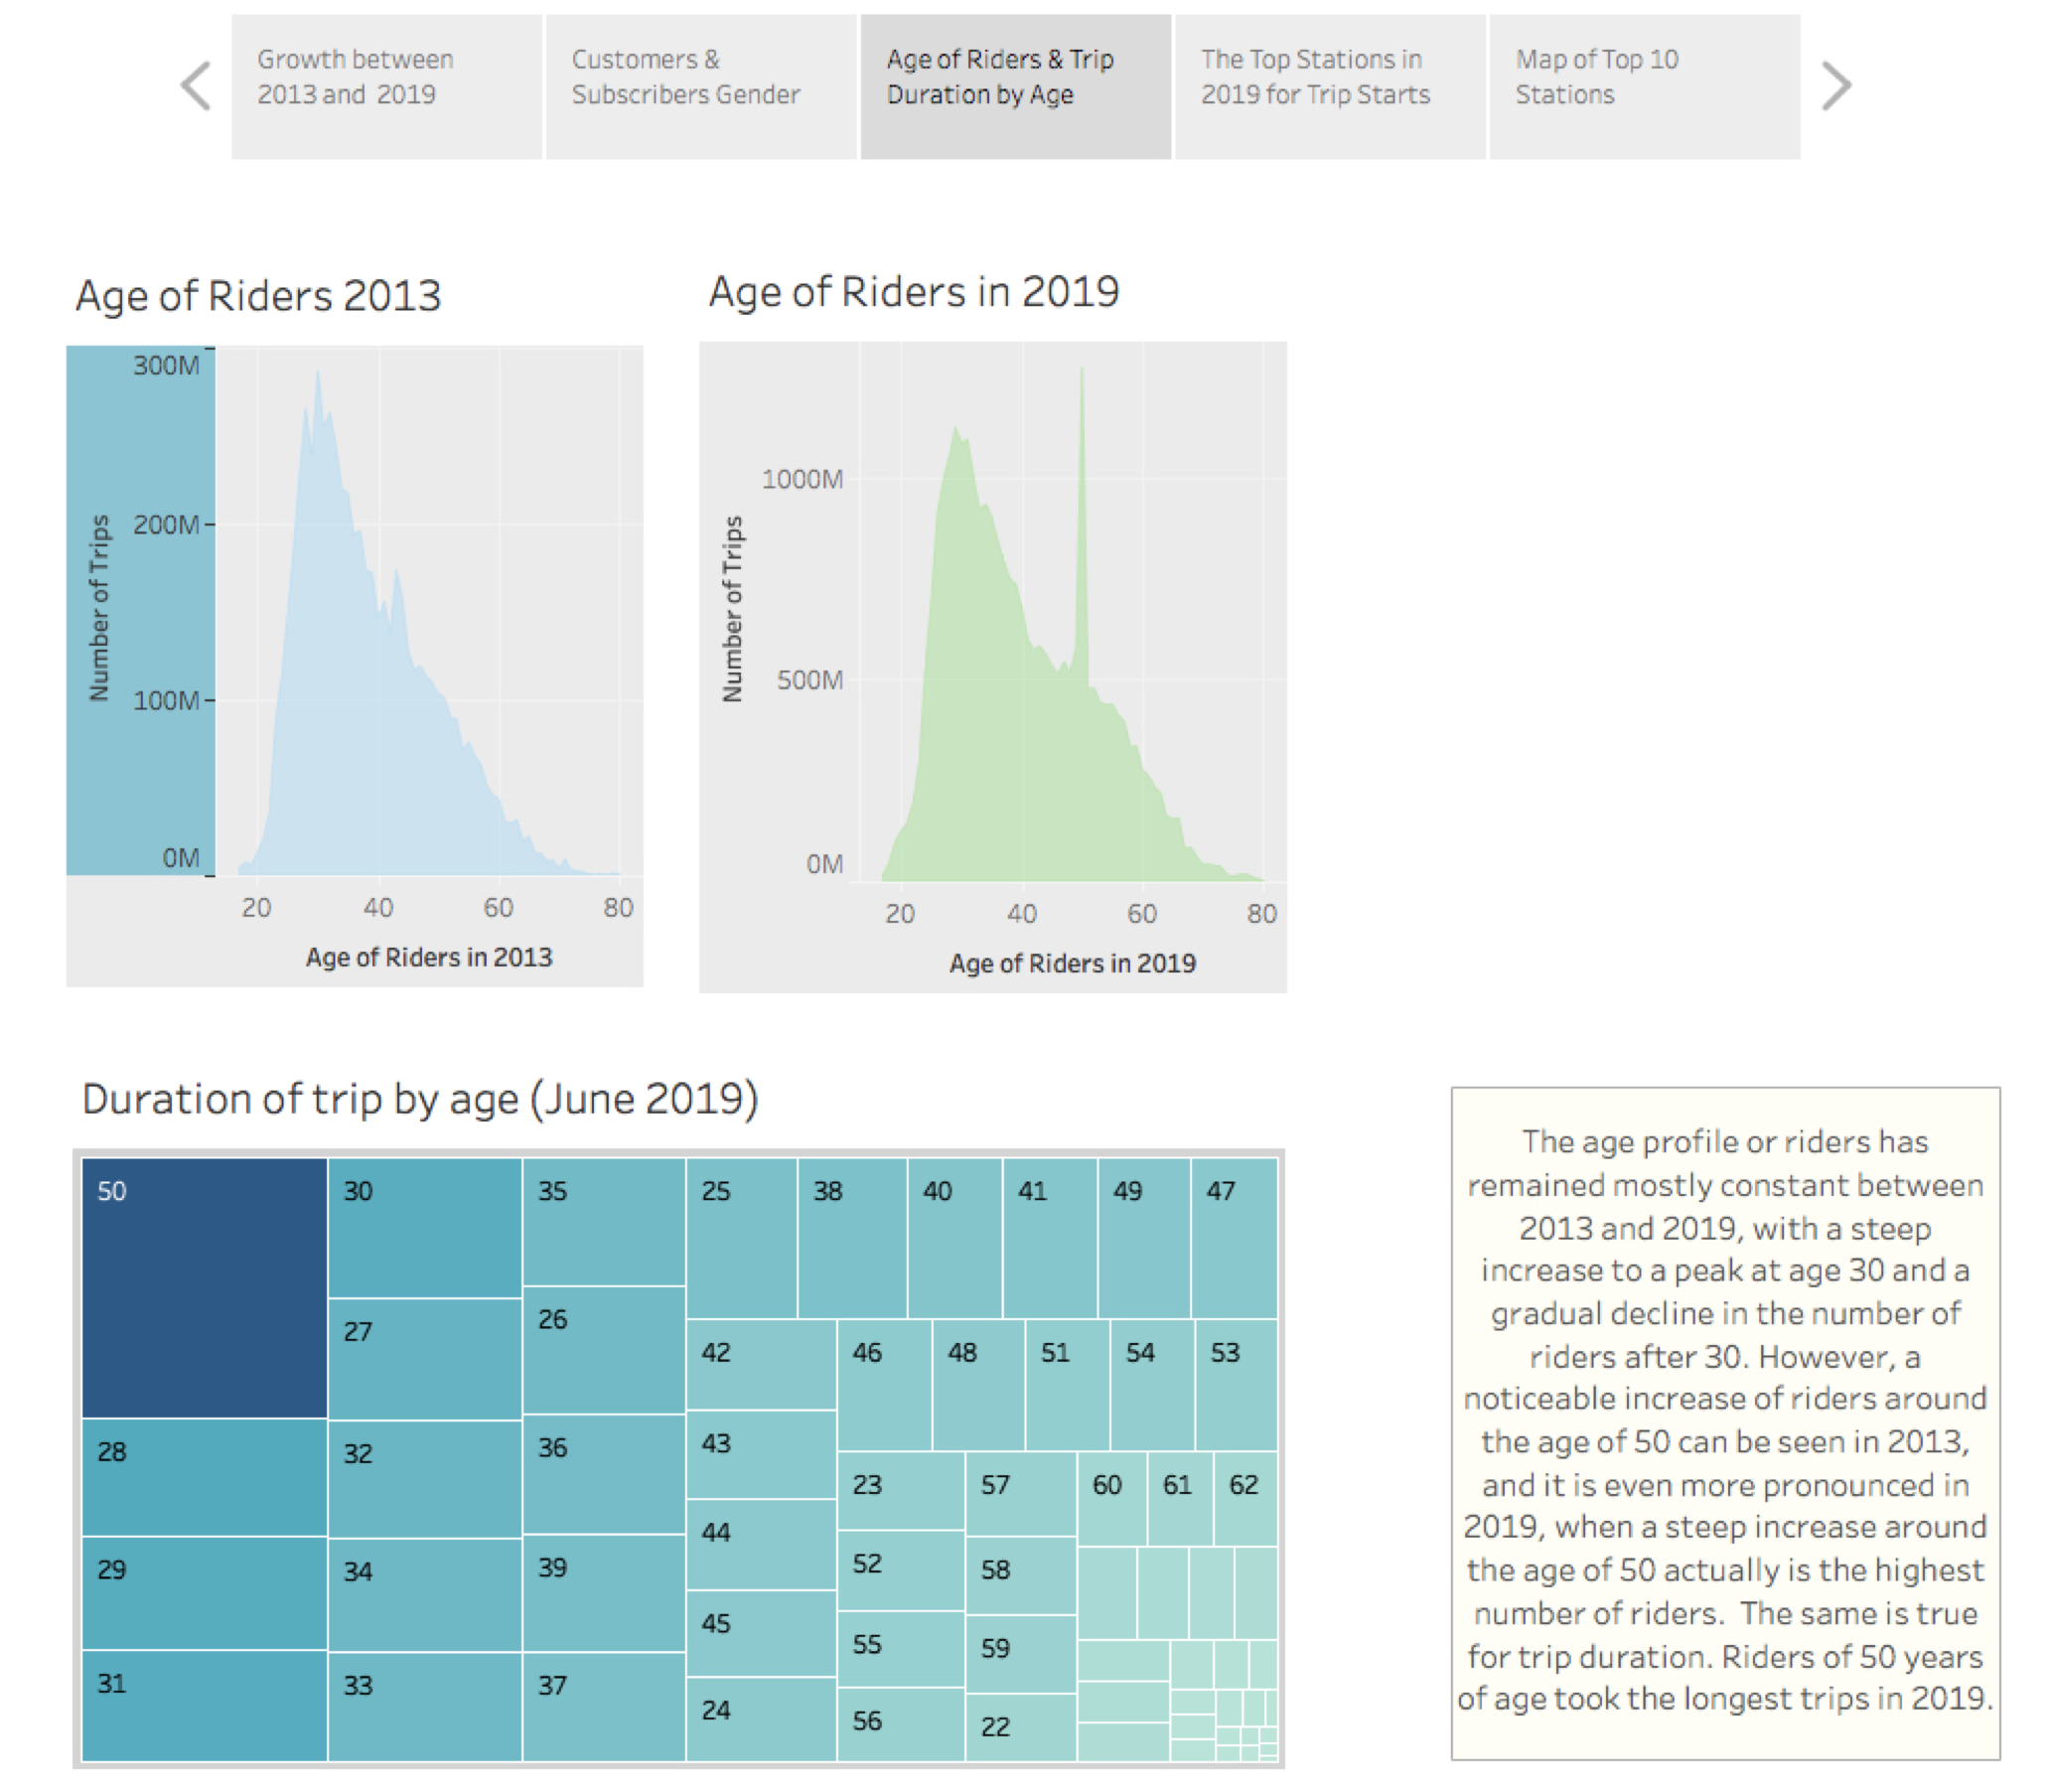 Growth between
2013 and 2019
Customers &
Subscribers Gender
Age of Riders & Trip
Duration by Age
The Top Stations in
2019 for Trip Starts
Map of Top 10
Stations
Age of Riders 2013
300M
200M
100M
0M
Number of Trips
20 40 60 80
Age of Riders in 2013
Age of Riders in 2019
1000M
500M
0M
Number of Trips
20 40 60 80
Age of Riders in 2019
Duration of trip by age (June 2019)
50
28
29
31
30
27
32
34
33
35
26
36
39
37
25 38 40 41 49 47
42
43
44
45
24
46 48 51 54 53
23
52
55
56
57
58
59
22
60 61 62
The age profile or riders has
remained mostly constant between
2013 and 2019, with a steep
increase to a peak at age 30 and a
gradual decline in the number of
riders after 30. However, a
noticeable increase of riders around
the age of 50 can be seen in 2013,
and it is even more pronounced in
2019, when a steep increase around
the age of 50 actually is the highest
number of riders. The same is true
for trip duration. Riders of 50 years
of age took the longest trips in 2019.